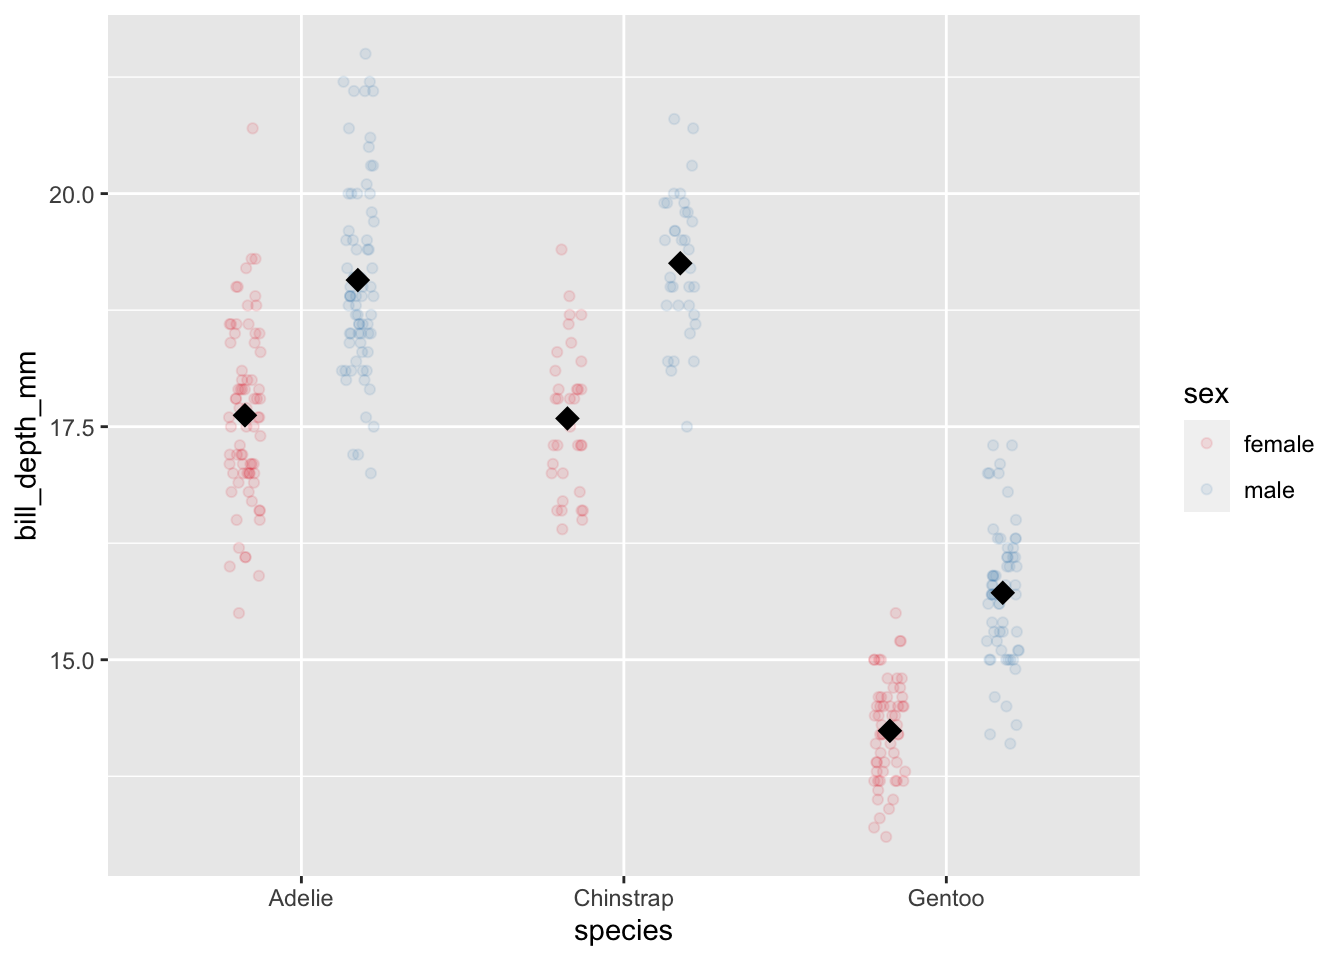 20.0
17.5
15.0
bill_depth_mm
Adelie
Chinstrap
Gentoo
species
sex
female
male